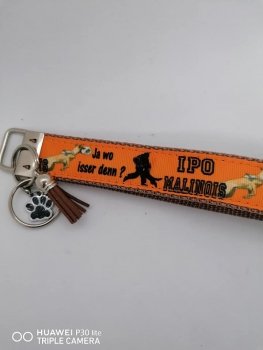 Ja wo
isser denn ?
IPO
MALINOIS
HUAWEI P30 lite
TRIPLE CAMERA